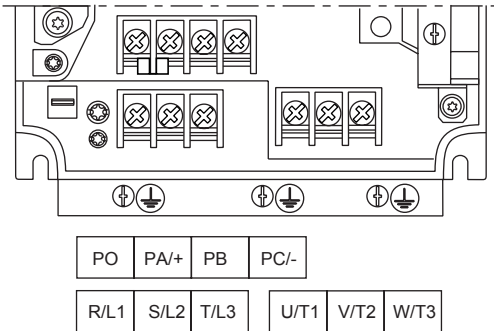 PO PA/+ PB PC/-
R/L1 S/L2 T/L3 U/T1 V/T2 W/T3